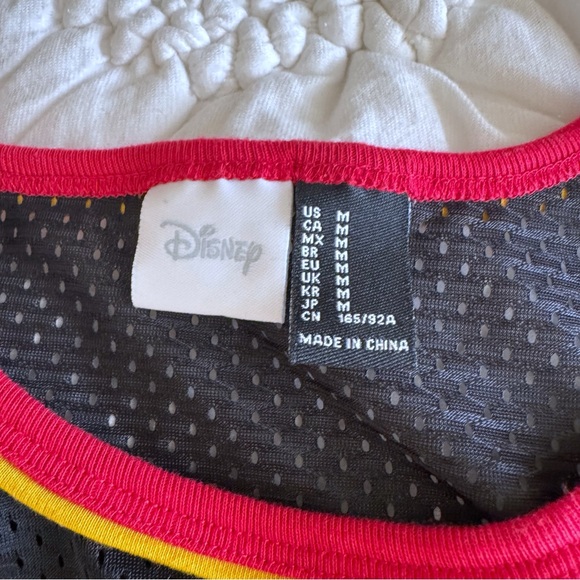 Disney
US M
CA M
MX M
BR M
EU M
UK M
KR M
JP M
CN 165/92A
MADE IN CHINA